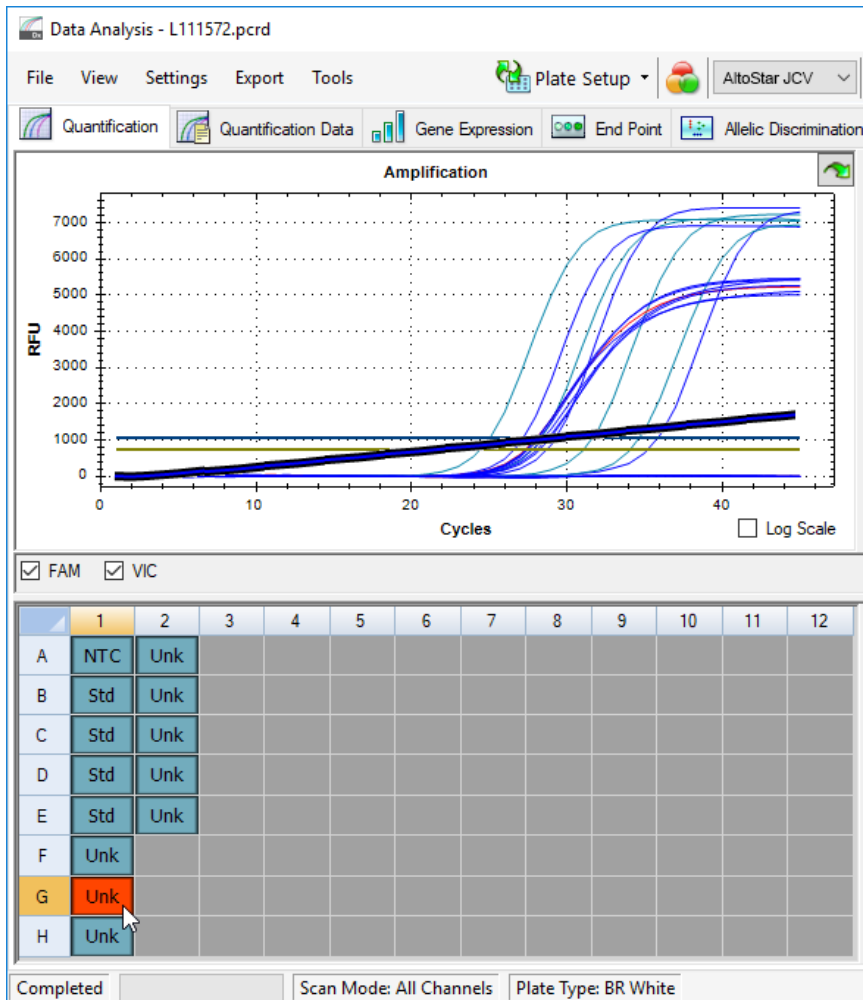 Data Analysis - L111572.pcrd
File View Settings Export Tools Plate Setup AltoStar JCV
Quantification Quantification Data Gene Expression End Point Allelic Discrimination
Amplification
7000
6000
5000
4000
3000
2000
1000
0
RFU
0 10 20 30 40
Cycles
Log Scale
FAM VIC
1 2 3 4 5 6 7 8 9 10 11 12
A NTC Unk
B Std Unk
C Std Unk
D Std Unk
E Std Unk
F Unk
G Unk
H Unk
Completed Scan Mode: All Channels Plate Type: BR White